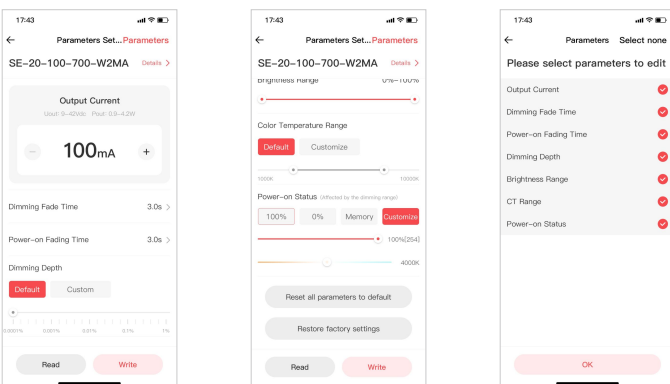 17:43
Parameters Set... Parameters
SE-20-100-700-W2MA Details >
Output Current
Uout: 9-42Vdc Pout: 0.9-4.2W
− 100mA +
Dimming Fade Time 3.0s >
Power-on Fading Time 3.0s >
Dimming Depth
Default Custom
0.0001% 0.001% 0.01% 0.1% 1%
Read Write
17:43
Parameters Set... Parameters
SE-20-100-700-W2MA Details >
Brightness Range 0%-100%
Color Temperature Range
Default Customize
1000K 10000K
Power-on Status (Affected by the dimming range)
100% 0% Memory Customize
100%[254]
4000K
Reset all parameters to default
Restore factory settings
Read Write
17:43
Parameters Select none
Please select parameters to edit
Output Current
Dimming Fade Time
Power-on Fading Time
Dimming Depth
Brightness Range
CT Range
Power-on Status
OK